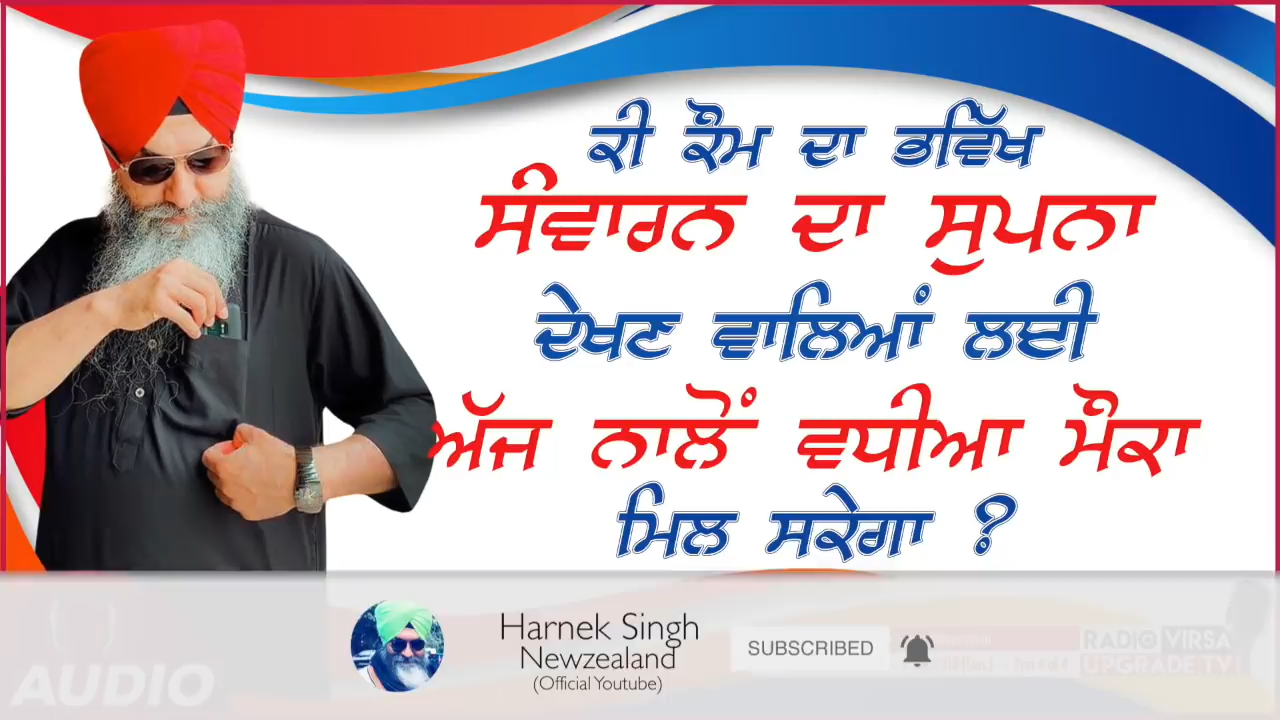 ਕੀ ਕੌਮ ਦਾ ਭਵਿੱਖ
ਸੰਵਾਰਨ ਦਾ ਸੁਪਨਾ
ਦੇਖਣ ਵਾਲਿਆਂ ਲਈ
ਅੱਜ ਨਾਲੋਂ ਵਧੀਆ ਮੌਕਾ
ਮਿਲ ਸਕੇਗਾ ?
Harnek Singh
Newzealand
(Official Youtube)
SUBSCRIBED
AUDIO
RADIO VIRSA
UPGRADE TV